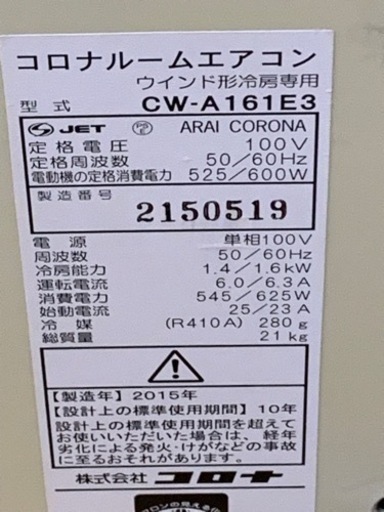 コロナルームエアコン
ウインド形冷房専用
型式 CW-A161E3
JET ARAI CORONA
定格電圧 100V
定格周波数 50/60Hz
電動機の定格消費電力 525/600W
製造番号
2150519
電源 単相100V
周波数 50/60Hz
冷房能力 1.4/1.6kW
運転電流 6.0/6.3A
消費電力 545/625W
始動電流 25/23A
冷媒 (R410A) 280g
総質量 21kg
【製造年】2015年
【設計上の標準使用期間】10年
設計上の標準使用期間を超えて
お使いいただいた場合は、経年
劣化による発火・けがなどの事故
に至るおそれがあります。
株式会社コロナ